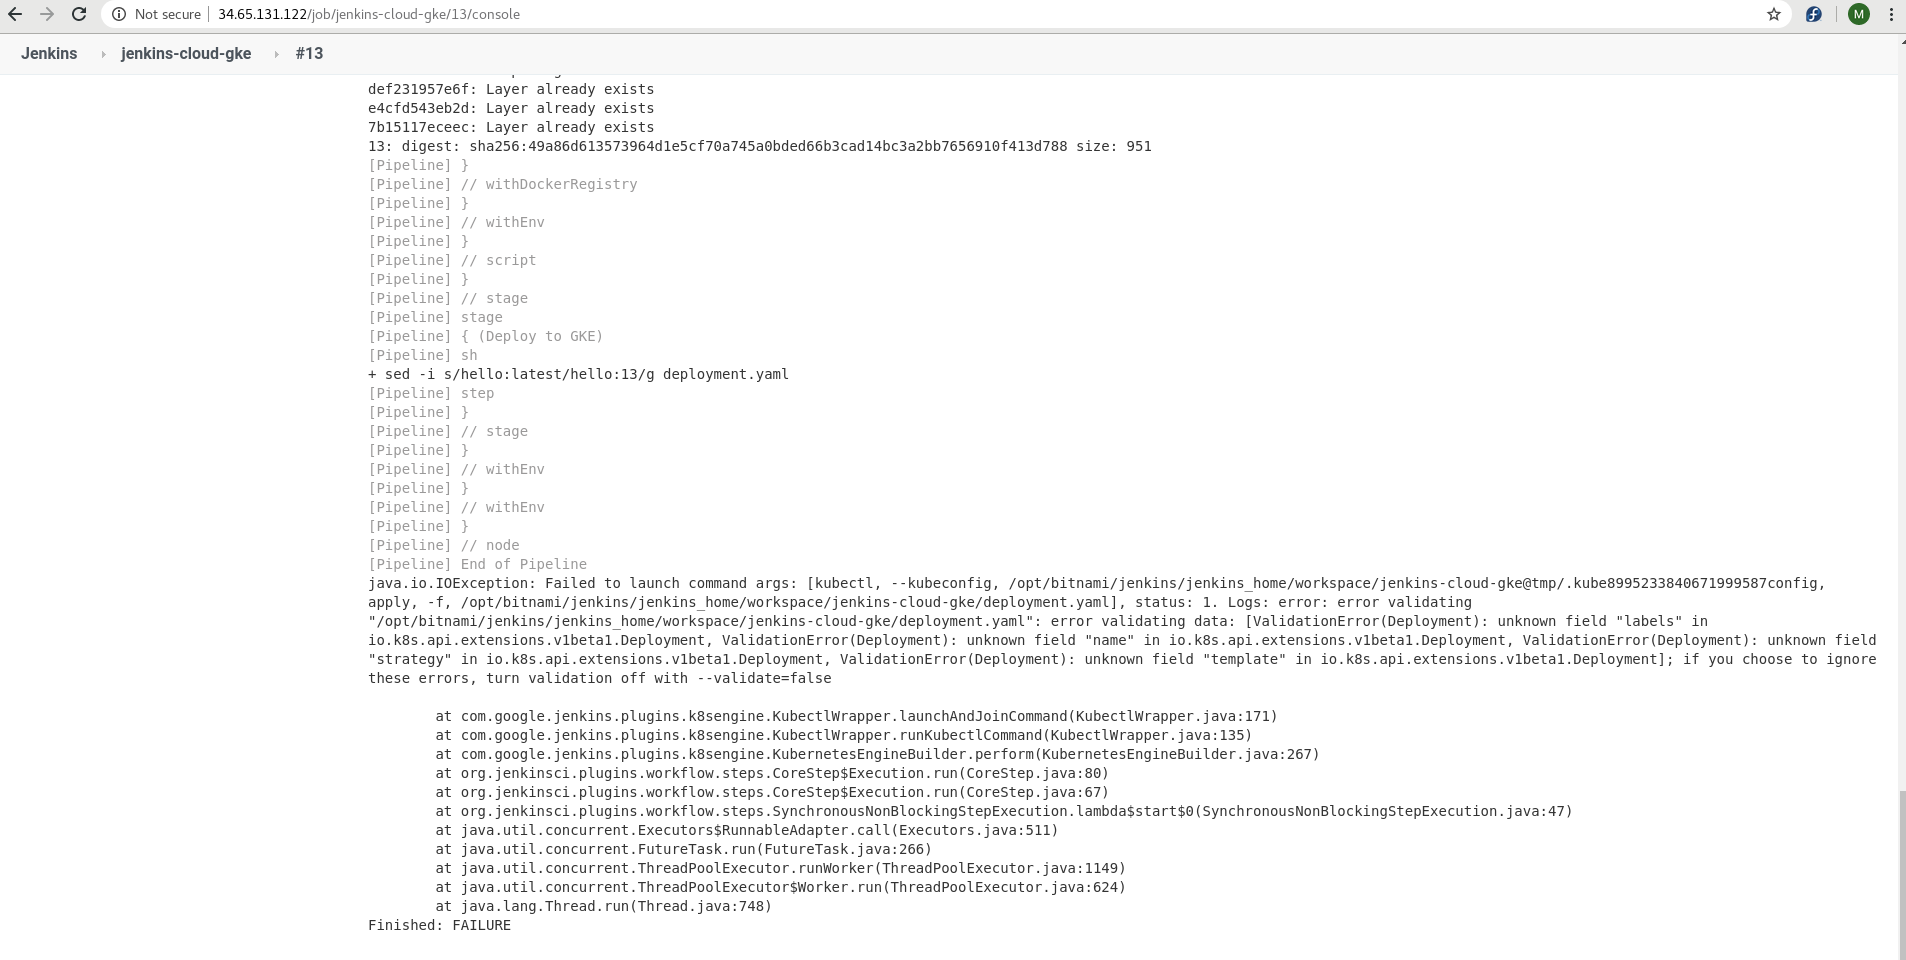 Not secure 34.65.131.122/job/jenkins-cloud-gke/13/console M
Jenkins jenkins-cloud-gke #13
def231957e6f: Layer already exists
e4cfd543eb2d: Layer already exists
7b15117eceec: Layer already exists
13: digest: sha256:49a86d613573964d1e5cf70a745a0bded66b3cad14bc3a2bb7656910f413d788 size: 951
[Pipeline] }
[Pipeline] // withDockerRegistry
[Pipeline] }
[Pipeline] // withEnv
[Pipeline] }
[Pipeline] // script
[Pipeline] }
[Pipeline] // stage
[Pipeline] stage
[Pipeline] { (Deploy to GKE)
[Pipeline] sh
+ sed -i s/hello:latest/hello:13/g deployment.yaml
[Pipeline] step
[Pipeline] }
[Pipeline] // stage
[Pipeline] }
[Pipeline] // withEnv
[Pipeline] }
[Pipeline] // withEnv
[Pipeline] }
[Pipeline] // node
[Pipeline] End of Pipeline
java.io.IOException: Failed to launch command args: [kubectl, --kubeconfig, /opt/bitnami/jenkins/jenkins_home/workspace/jenkins-cloud-gke@tmp/.kube8995233840671999587config,
apply, -f, /opt/bitnami/jenkins/jenkins_home/workspace/jenkins-cloud-gke/deployment.yaml], status: 1. Logs: error: error validating
"/opt/bitnami/jenkins/jenkins_home/workspace/jenkins-cloud-gke/deployment.yaml": error validating data: [ValidationError(Deployment): unknown field "labels" in
io.k8s.api.extensions.v1beta1.Deployment, ValidationError(Deployment): unknown field "name" in io.k8s.api.extensions.v1beta1.Deployment, ValidationError(Deployment): unknown field
"strategy" in io.k8s.api.extensions.v1beta1.Deployment, ValidationError(Deployment): unknown field "template" in io.k8s.api.extensions.v1beta1.Deployment]; if you choose to ignore
these errors, turn validation off with --validate=false
at com.google.jenkins.plugins.k8sengine.KubectlWrapper.launchAndJoinCommand(KubectlWrapper.java:171)
at com.google.jenkins.plugins.k8sengine.KubectlWrapper.runKubectlCommand(KubectlWrapper.java:135)
at com.google.jenkins.plugins.k8sengine.KubernetesEngineBuilder.perform(KubernetesEngineBuilder.java:267)
at org.jenkinsci.plugins.workflow.steps.CoreStep$Execution.run(CoreStep.java:80)
at org.jenkinsci.plugins.workflow.steps.CoreStep$Execution.run(CoreStep.java:67)
at org.jenkinsci.plugins.workflow.steps.SynchronousNonBlockingStepExecution.lambda$start$0(SynchronousNonBlockingStepExecution.java:47)
at java.util.concurrent.Executors$RunnableAdapter.call(Executors.java:511)
at java.util.concurrent.FutureTask.run(FutureTask.java:266)
at java.util.concurrent.ThreadPoolExecutor.runWorker(ThreadPoolExecutor.java:1149)
at java.util.concurrent.ThreadPoolExecutor$Worker.run(ThreadPoolExecutor.java:624)
at java.lang.Thread.run(Thread.java:748)
Finished: FAILURE